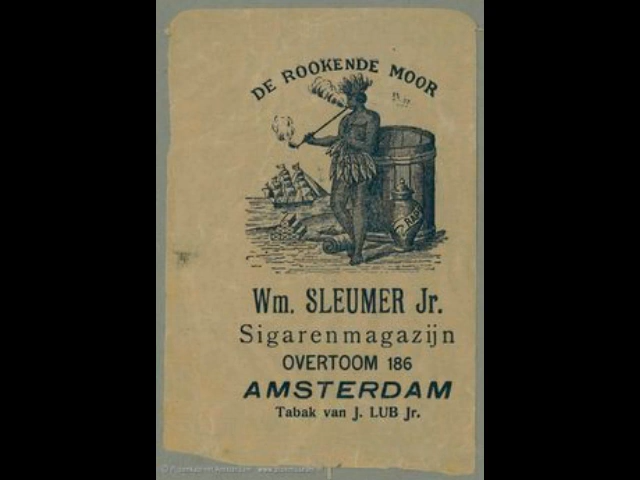 DE ROOKENDE MOOR
Wm. SLEUMER Jr.
Sigarenmagazijn
OVERTOOM 186
AMSTERDAM
Tabak van J. LUB Jr.